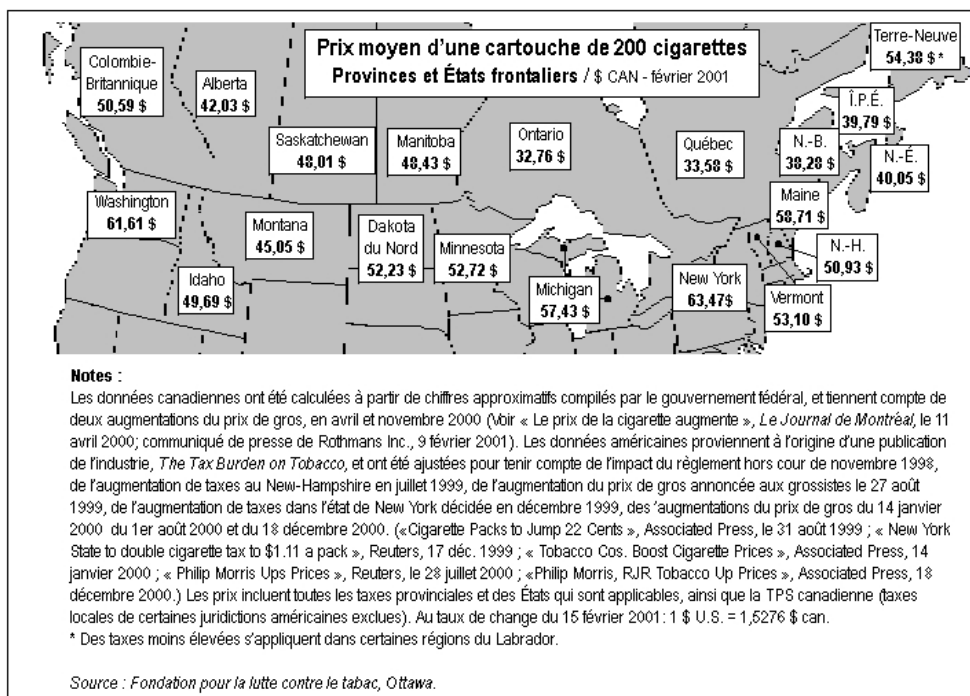 Prix moyen d'une cartouche de 200 cigarettes
Provinces et États frontaliers / $ CAN - février 2001
Terre-Neuve
54,38 $*
Colombie-
Britannique
50,59 $
Alberta
42,03 $
Saskatchewan
48,01 $
Manitoba
48,43 $
Ontario
32,76 $
Québec
33,58 $
Î.P.É.
39,79 $
N.-B.
38,28 $
N.-É.
40,05 $
Washington
61,61 $
Montana
45,05 $
Idaho
49,69 $
Dakota
du Nord
52,23 $
Minnesota
52,72 $
Michigan
57,43 $
New York
63,47$
Maine
58,71 $
N.-H.
50,93 $
Vermont
53,10 $
Notes :
Les données canadiennes ont été calculées à partir de chiffres approximatifs compilés par le gouvernement fédéral, et tiennent compte de
deux augmentations du prix de gros, en avril et novembre 2000 (Voir « Le prix de la cigarette augmente », Le Journal de Montréal, le 11
avril 2000; communiqué de presse de Rothmans Inc., 9 février 2001). Les données américaines proviennent à l'origine d'une publication
de l'industrie, The Tax Burden on Tobacco, et ont été ajustées pour tenir compte de l'impact du règlement hors cour de novembre 1998,
de l'augmentation de taxes au New-Hampshire en juillet 1999, de l'augmentation du prix de gros annoncée aux grossistes le 27 août
1999, de l'augmentation de taxes dans l'état de New York décidée en décembre 1999, des 'augmentations du prix de gros du 14 janvier
2000 du 1er août 2000 et du 18 décembre 2000. («Cigarette Packs to Jump 22 Cents », Associated Press, le 31 août 1999 ; « New York
State to double cigarette tax to $1.11 a pack », Reuters, 17 déc. 1999 ; « Tobacco Cos. Boost Cigarette Prices », Associated Press, 14
janvier 2000 ; « Philip Morris Ups Prices », Reuters, le 28 juillet 2000 ; «Philip Morris, RJR Tobacco Up Prices », Associated Press, 18
décembre 2000.) Les prix incluent toutes les taxes provinciales et des États qui sont applicables, ainsi que la TPS canadienne (taxes
locales de certaines juridictions américaines exclues). Au taux de change du 15 février 2001: 1 $ U.S. = 1,5276 $ can.
* Des taxes moins élevées s'appliquent dans certaines régions du Labrador.
Source : Fondation pour la lutte contre le tabac, Ottawa.